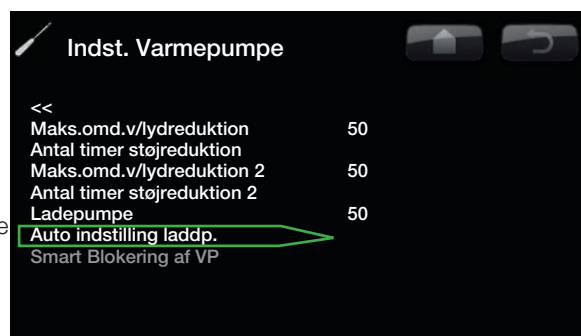 Indst. Varmepumpe
<<
Maks.omd.v/lydreduktion 50
Antal timer støjreduktion
Maks.omd.v/lydreduktion 2 50
Antal timer støjreduktion 2
Ladepumpe 50
e
Auto indstilling laddp.
Smart Blokering af VP